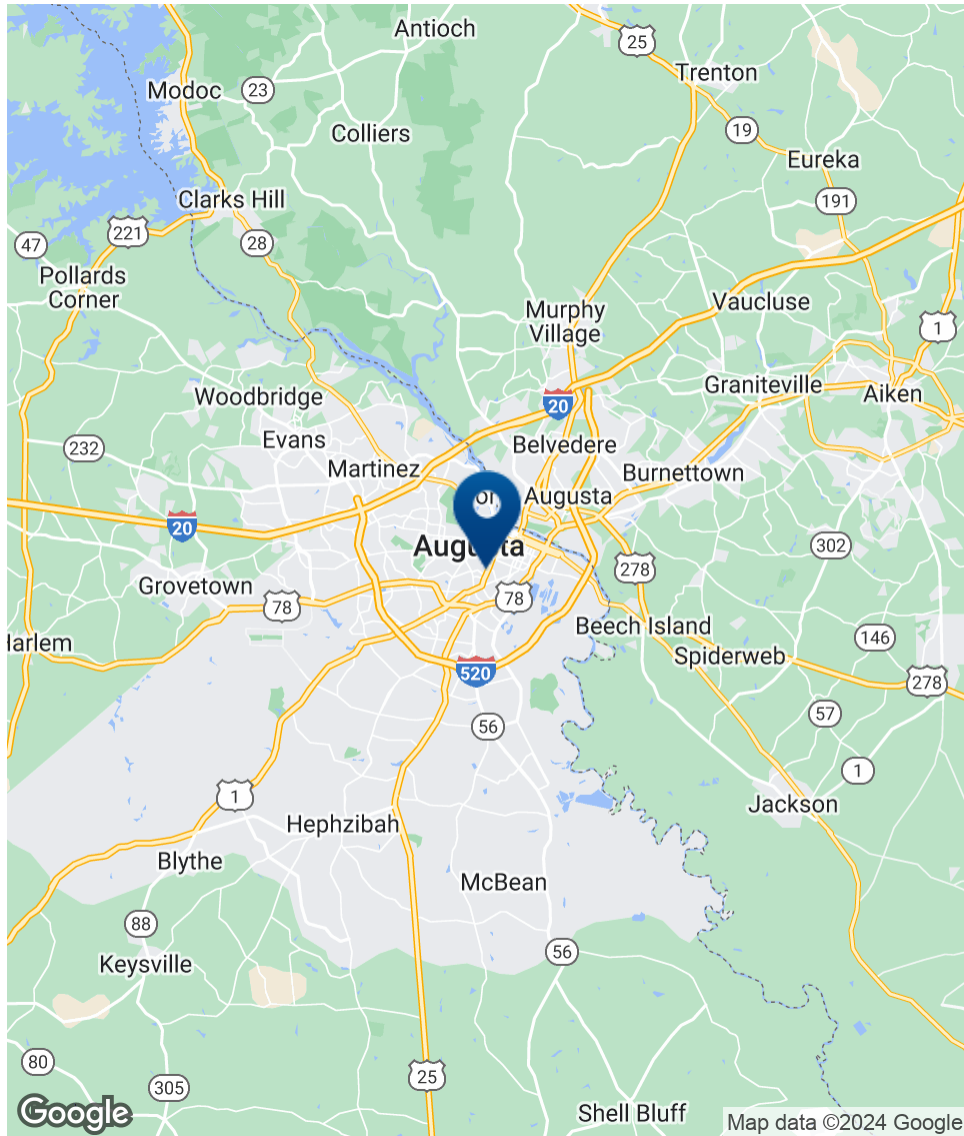 Antioch
25
Trenton
Modoc
23
Colliers
19
Eureka
Clarks Hill
191
221
28
47
Pollards
Corner
Vaucluse
Murphy
Village
1
Graniteville
Aiken
Woodbridge
20
232
Evans
Belvedere
Martinez
Burnettown
Augusta
20
Augusta
302
278
Grovetown
78
78
Beech Island
146
Harlem
Spiderweb
520
278
57
56
1
1
Jackson
Hephzibah
Blythe
McBean
88
56
Keysville
80
25
305
Google
Shell Bluff
Map data ©2024 Google